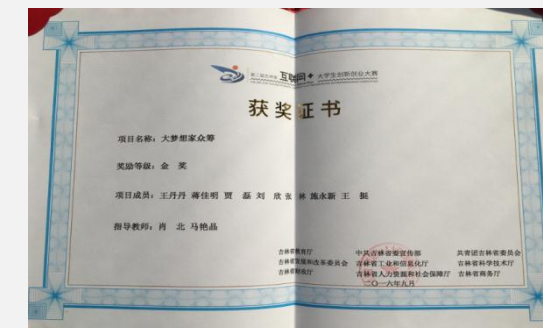 第二届吉林省 互联网+ 大学生创新创业大赛
获奖证书
项目名称：大梦想家众筹
奖励等级：金 奖
项目成员：王丹丹 蒋佳明 贾 磊 刘 欣 张 林 施永新 王 挺
指导教师：肖 北 马艳晶
吉林省教育厅 中共吉林省委宣传部 共青团吉林省委员会
吉林省发展和改革委员会 吉林省工业和信息化厅 吉林省科学技术厅
吉林省财政厅 吉林省人力资源和社会保障厅 吉林省商务厅
二〇一六年九月